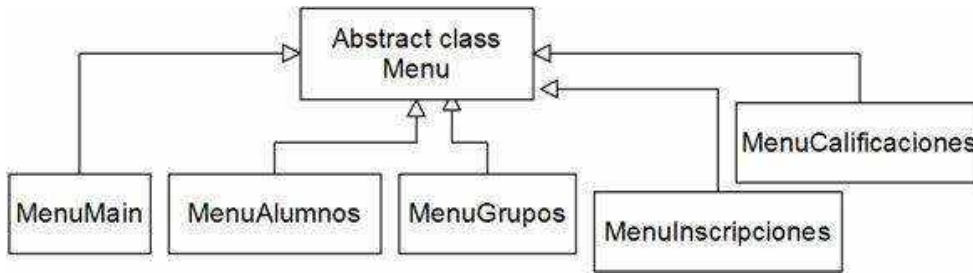 Abstract class
Menu
MenuCalificaciones
MenuMain
MenuAlumnos
MenuGrupos
MenuInscripciones